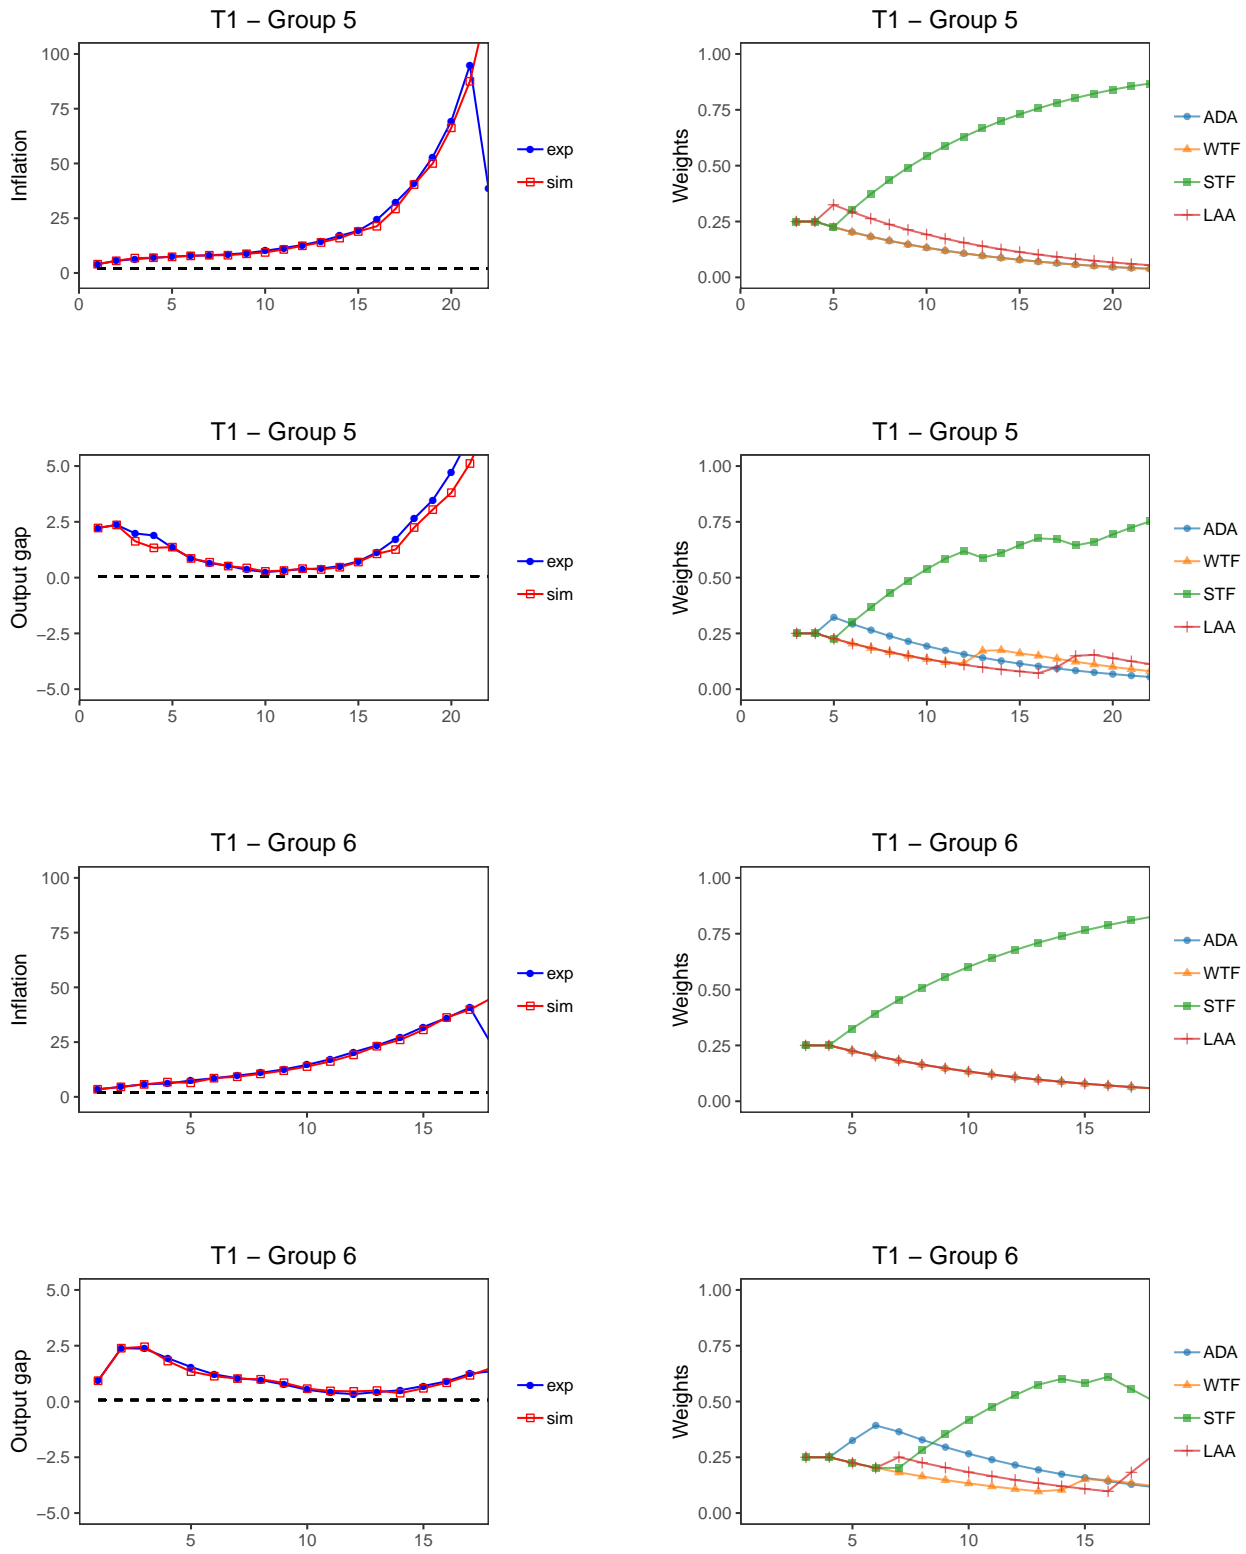 T1 – Group 5
T1 – Group 5
Inflation
100
75
50
25
0
0
5
10
15
20
exp
sim
Weights
1.00
0.75
0.50
0.25
0.00
0
5
10
15
20
ADA
WTF
STF
LAA
T1 – Group 5
T1 – Group 5
Output gap
5.0
2.5
0.0
−2.5
−5.0
0
5
10
15
20
exp
sim
Weights
1.00
0.75
0.50
0.25
0.00
0
5
10
15
20
ADA
WTF
STF
LAA
T1 – Group 6
T1 – Group 6
Inflation
100
75
50
25
0
5
10
15
exp
sim
Weights
1.00
0.75
0.50
0.25
0.00
5
10
15
ADA
WTF
STF
LAA
T1 – Group 6
T1 – Group 6
Output gap
5.0
2.5
0.0
−2.5
−5.0
5
10
15
exp
sim
Weights
1.00
0.75
0.50
0.25
0.00
5
10
15
ADA
WTF
STF
LAA